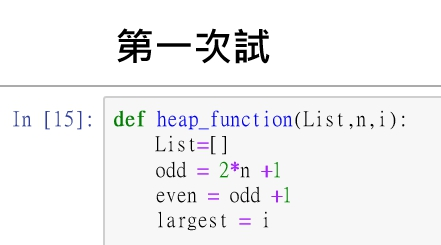 第一次試
In [15]: def heap_function(List,n,i):
List=[]
odd = 2*n +1
even = odd +1
largest = i